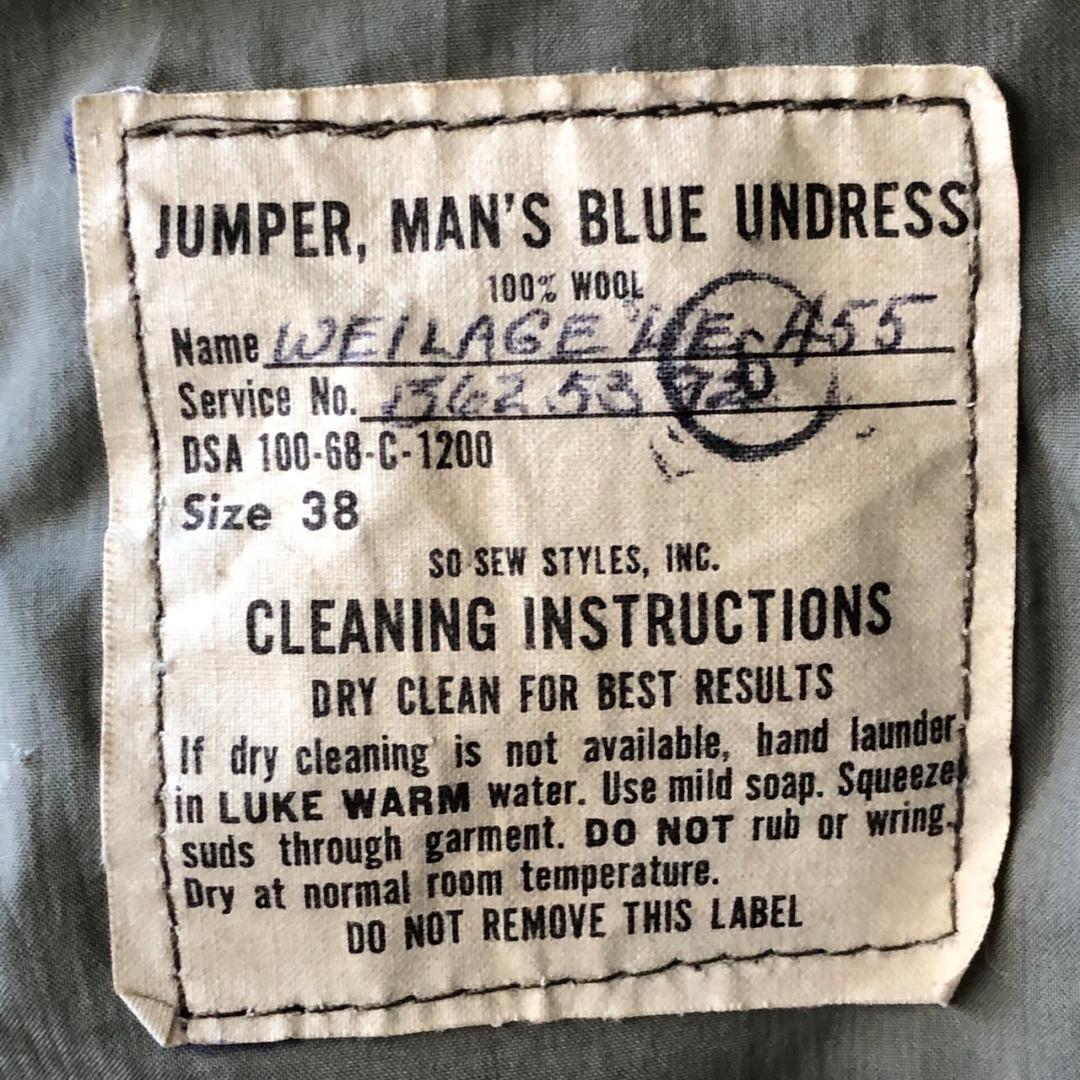 JUMPER, MAN'S BLUE UNDRESS
100% WOOL
Name WEILAGE
Service No.
DSA 100-68-C-1200
Size 38
SO SEW STYLES, INC.
CLEANING INSTRUCTIONS
DRY CLEAN FOR BEST RESULTS
If dry cleaning is not available, hand launder
in LUKE WARM water. Use mild soap. Squeeze
suds through garment. DO NOT rub or wring.
Dry at normal room temperature.
DO NOT REMOVE THIS LABEL